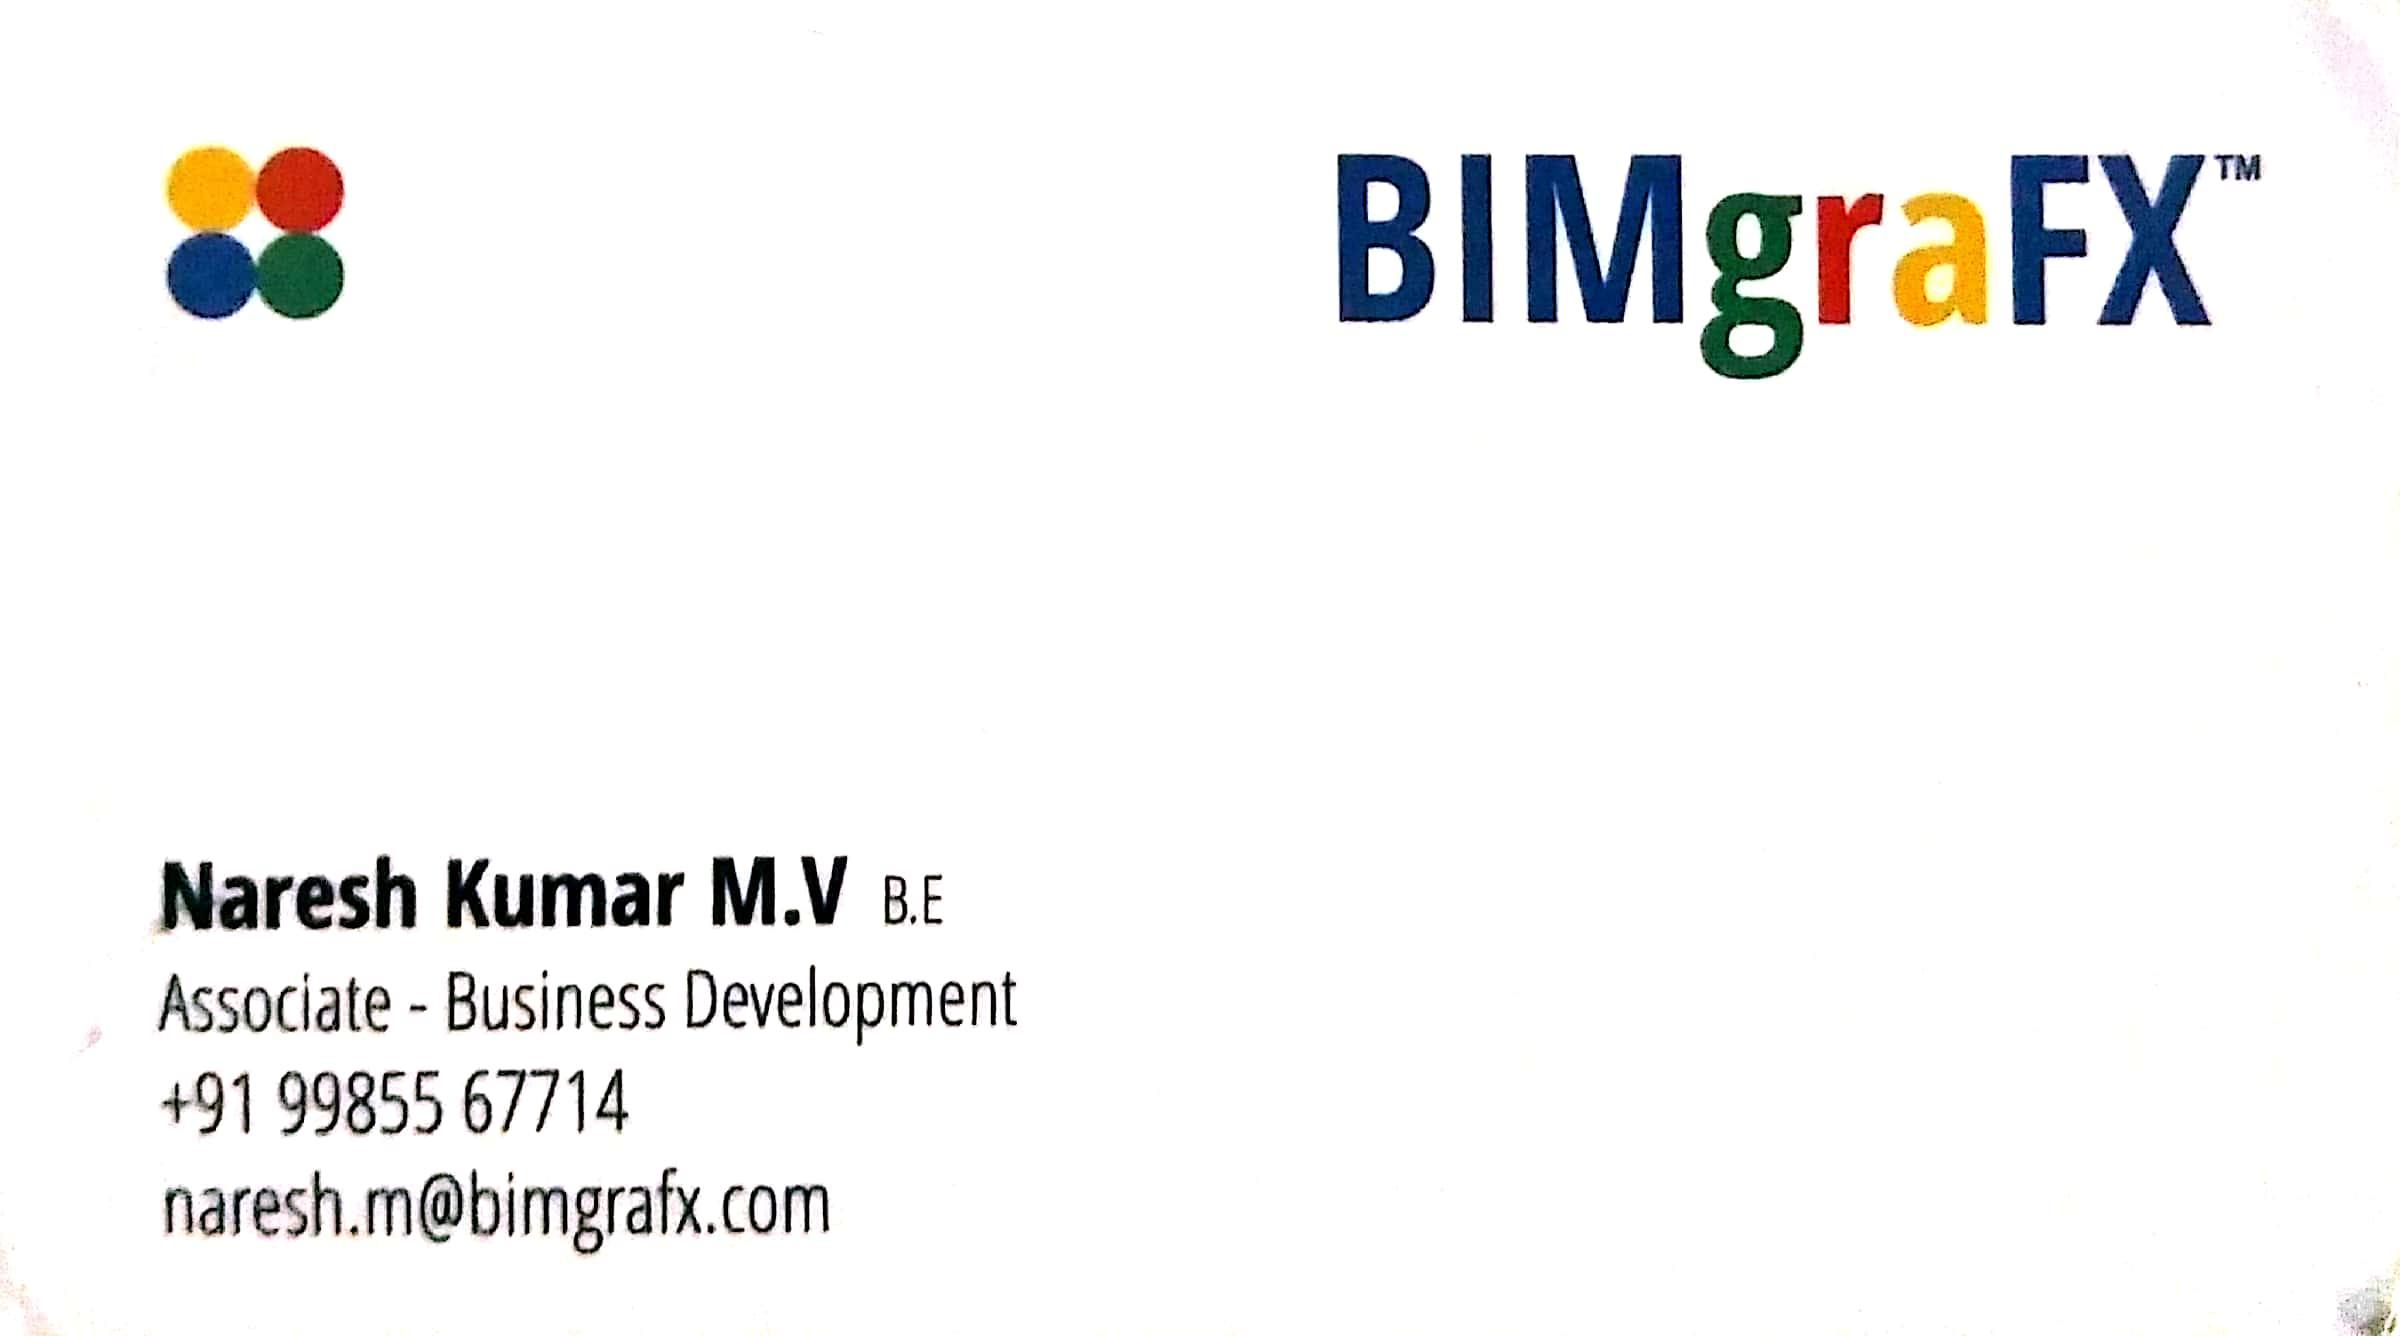 BIMgraFX™
Naresh Kumar M.V B.E
Associate - Business Development
+91 99855 67714
naresh.m@bimgrafx.com